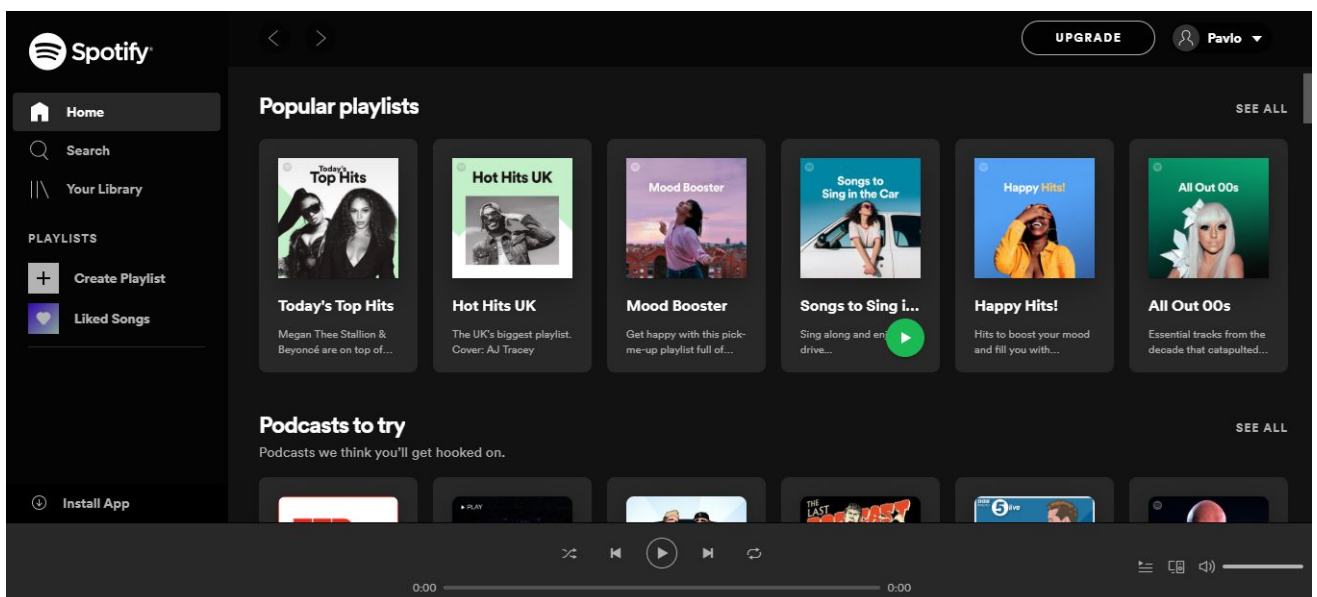 Spotify
UPGRADE
Pavlo
Home
Search
Your Library
PLAYLISTS
Create Playlist
Liked Songs
Install App
Popular playlists
SEE ALL
Today's
Top Hits
Today's Top Hits
Megan Thee Stallion &
Beyoncé are on top of...
Hot Hits UK
Hot Hits UK
The UK's biggest playlist.
Cover: AJ Tracey
Mood Booster
Mood Booster
Get happy with this pick-
me-up playlist full of...
Songs to
Sing in the Car
Songs to Sing i...
Sing along and en
drive...
Happy Hits!
Happy Hits!
Hits to boost your mood
and fill you with...
All Out 00s
All Out 00s
Essential tracks from the
decade that catapulted...
Podcasts to try
SEE ALL
Podcasts we think you'll get hooked on.
PLAY
THE
LAST
5 live
0:00
0:00